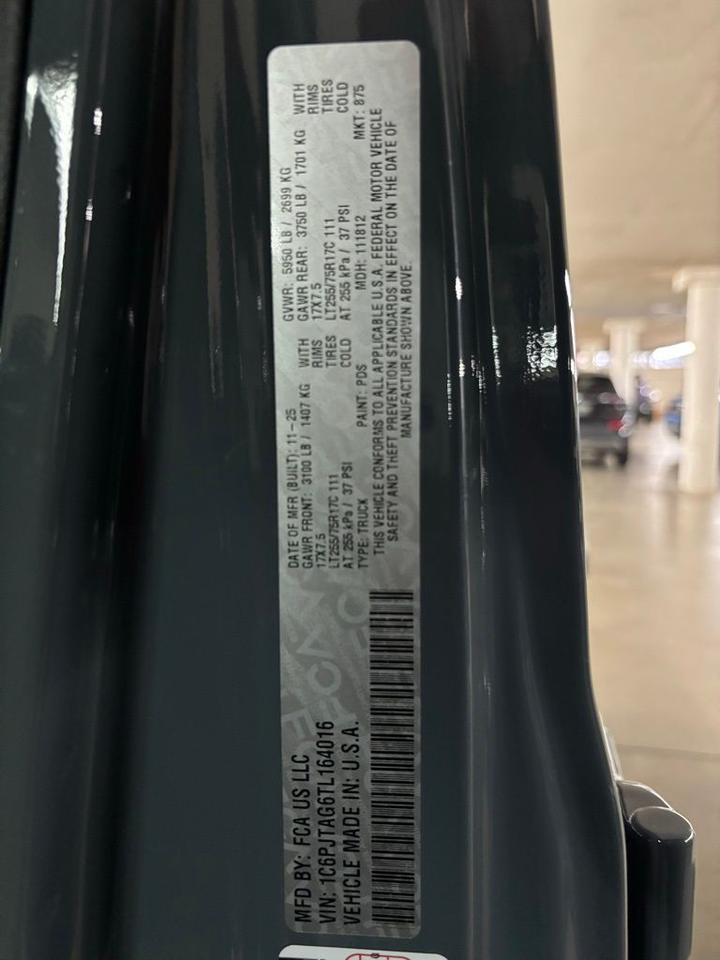 MFD BY: FCA US LLC
VIN: 1C6PJTAG6TL164016
VEHICLE MADE IN: U.S.A.
DATE OF MFR (BUILT): 11-25
GVWR: 5950 LB / 2699 KG
GAWR FRONT: 3100 LB / 1407 KG WITH
GAWR REAR: 3750 LB / 1701 KG WITH
17X7.5 RIMS
17X7.5 RIMS
LT255/75R17C 111 TIRES
LT255/75R17C 111 TIRES
AT 255 kPa / 37 PSI COLD
AT 255 kPa / 37 PSI COLD
TYPE: TRUCK PAINT: PDS MDH: 111812 MKT: 875
THIS VEHICLE CONFORMS TO ALL APPLICABLE U.S.A. FEDERAL MOTOR VEHICLE
SAFETY AND THEFT PREVENTION STANDARDS IN EFFECT ON THE DATE OF
MANUFACTURE SHOWN ABOVE.